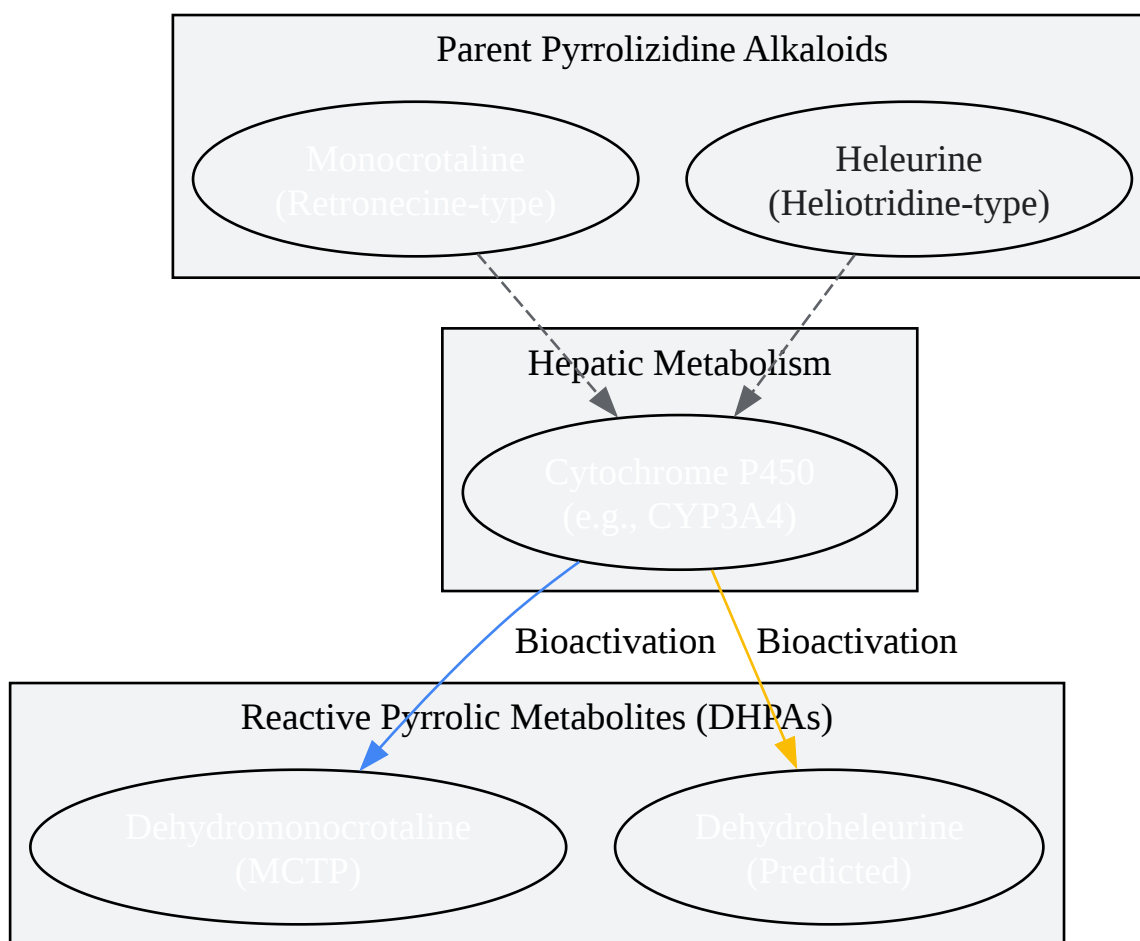 Parent Pyrrolizidine Alkaloids
Monocrotaline
(Retronecine-type)
Heleurine
(Heliotridine-type)
Hepatic Metabolism
Cytochrome P450
(e.g., CYP3A4)
Bioactivation
Bioactivation
Reactive Pyrrolic Metabolites (DHPAs)
Dehydromonocrotaline
(MCTP)
Dehydroheleurine
(Predicted)